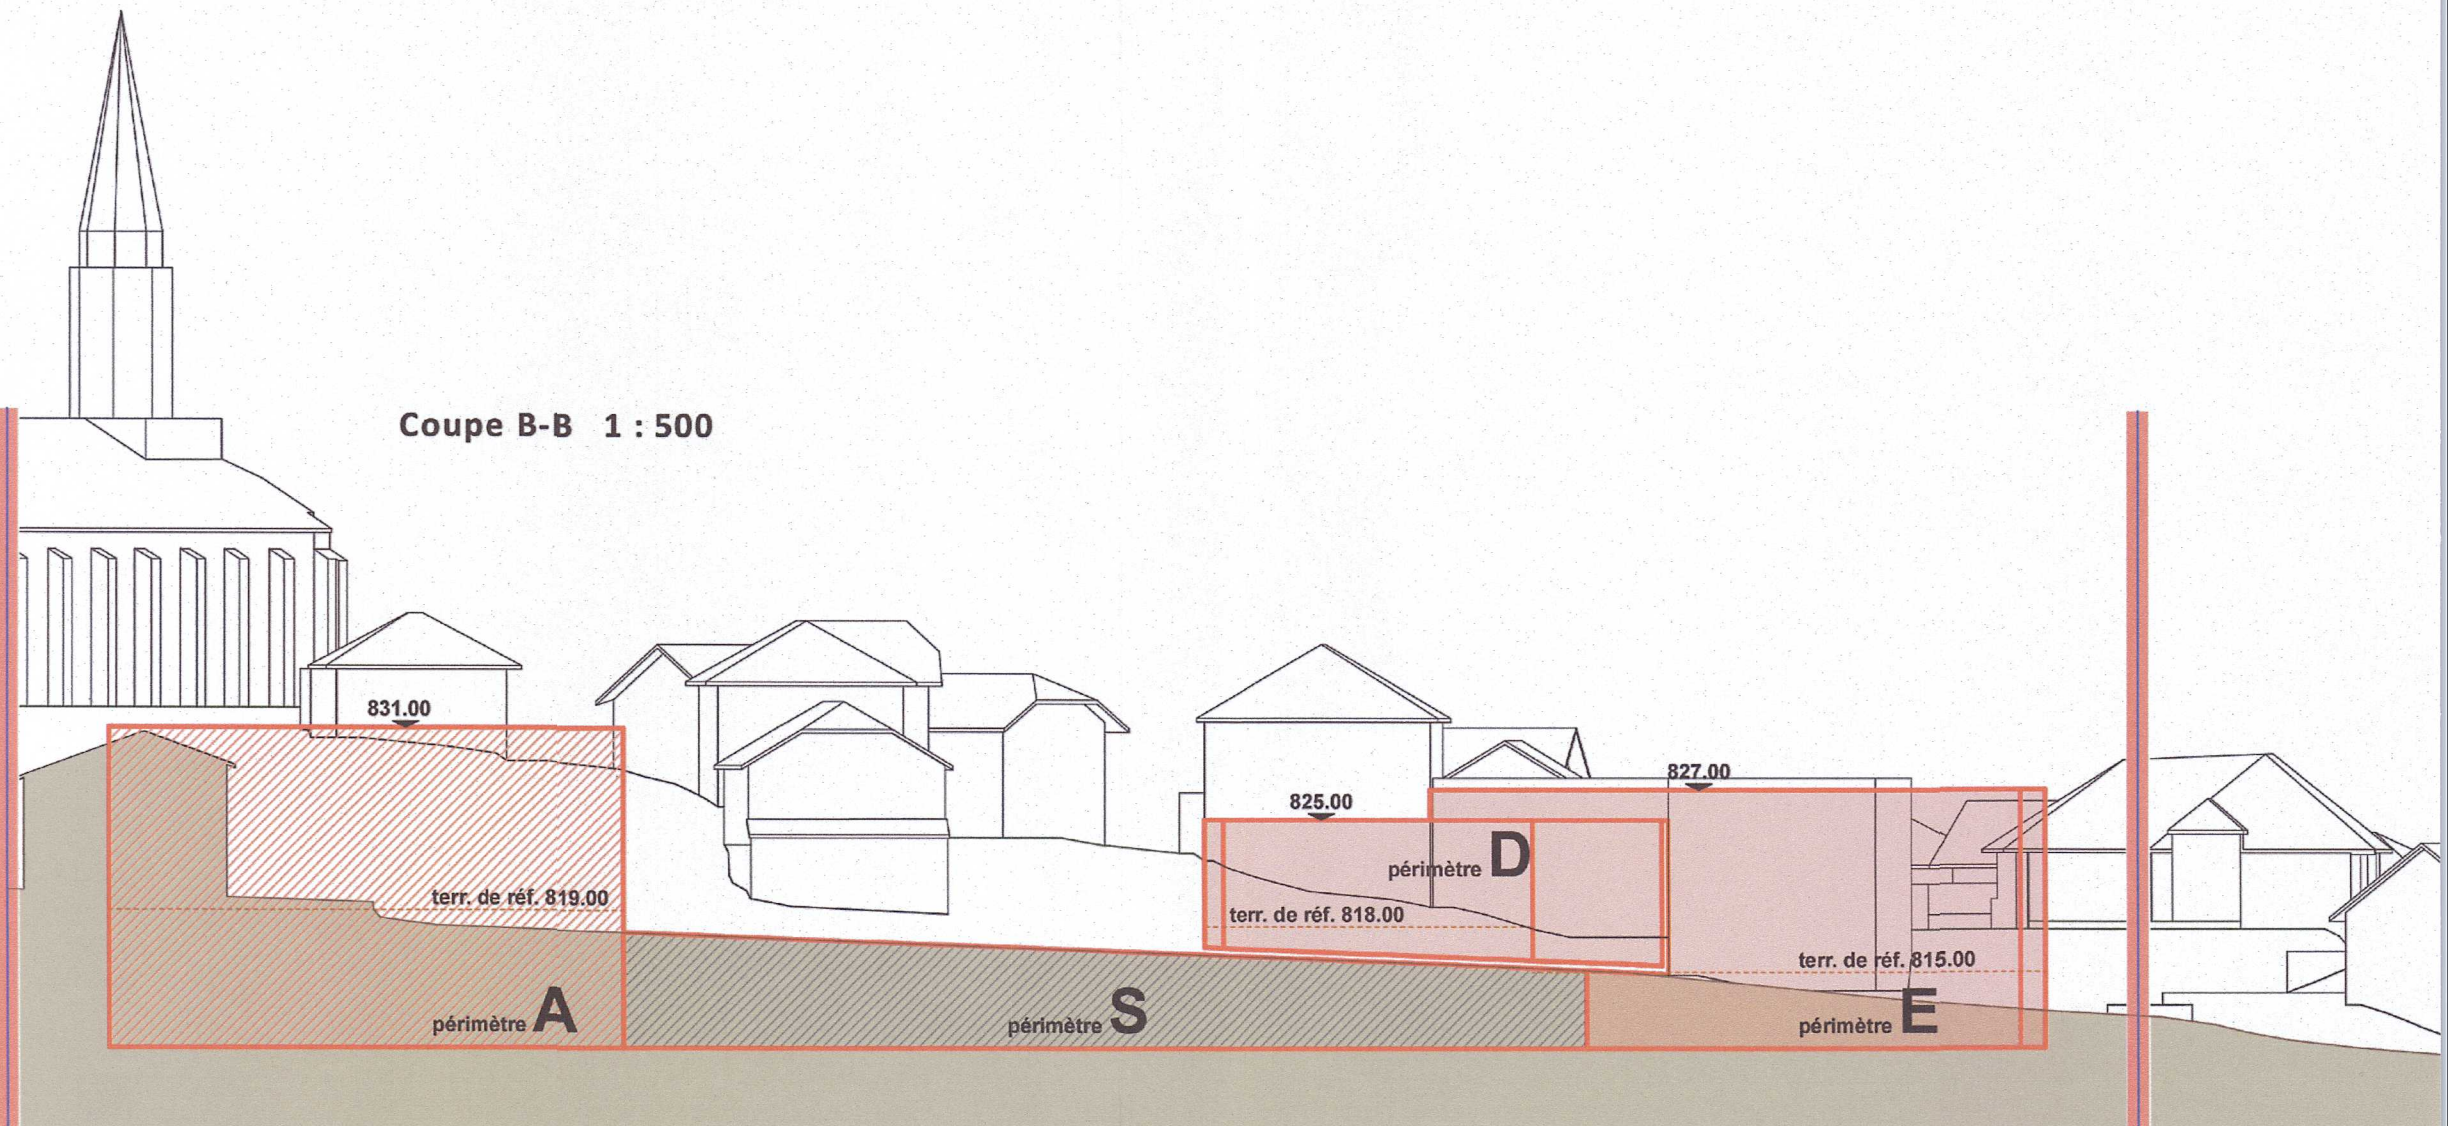 Coupe B-B 1 : 500
831.00
827.00
825.00
périmètre D
terr. de réf. 819.00
terr. de réf. 818.00
terr. de réf. 815.00
périmètre A
périmètre S
périmètre E